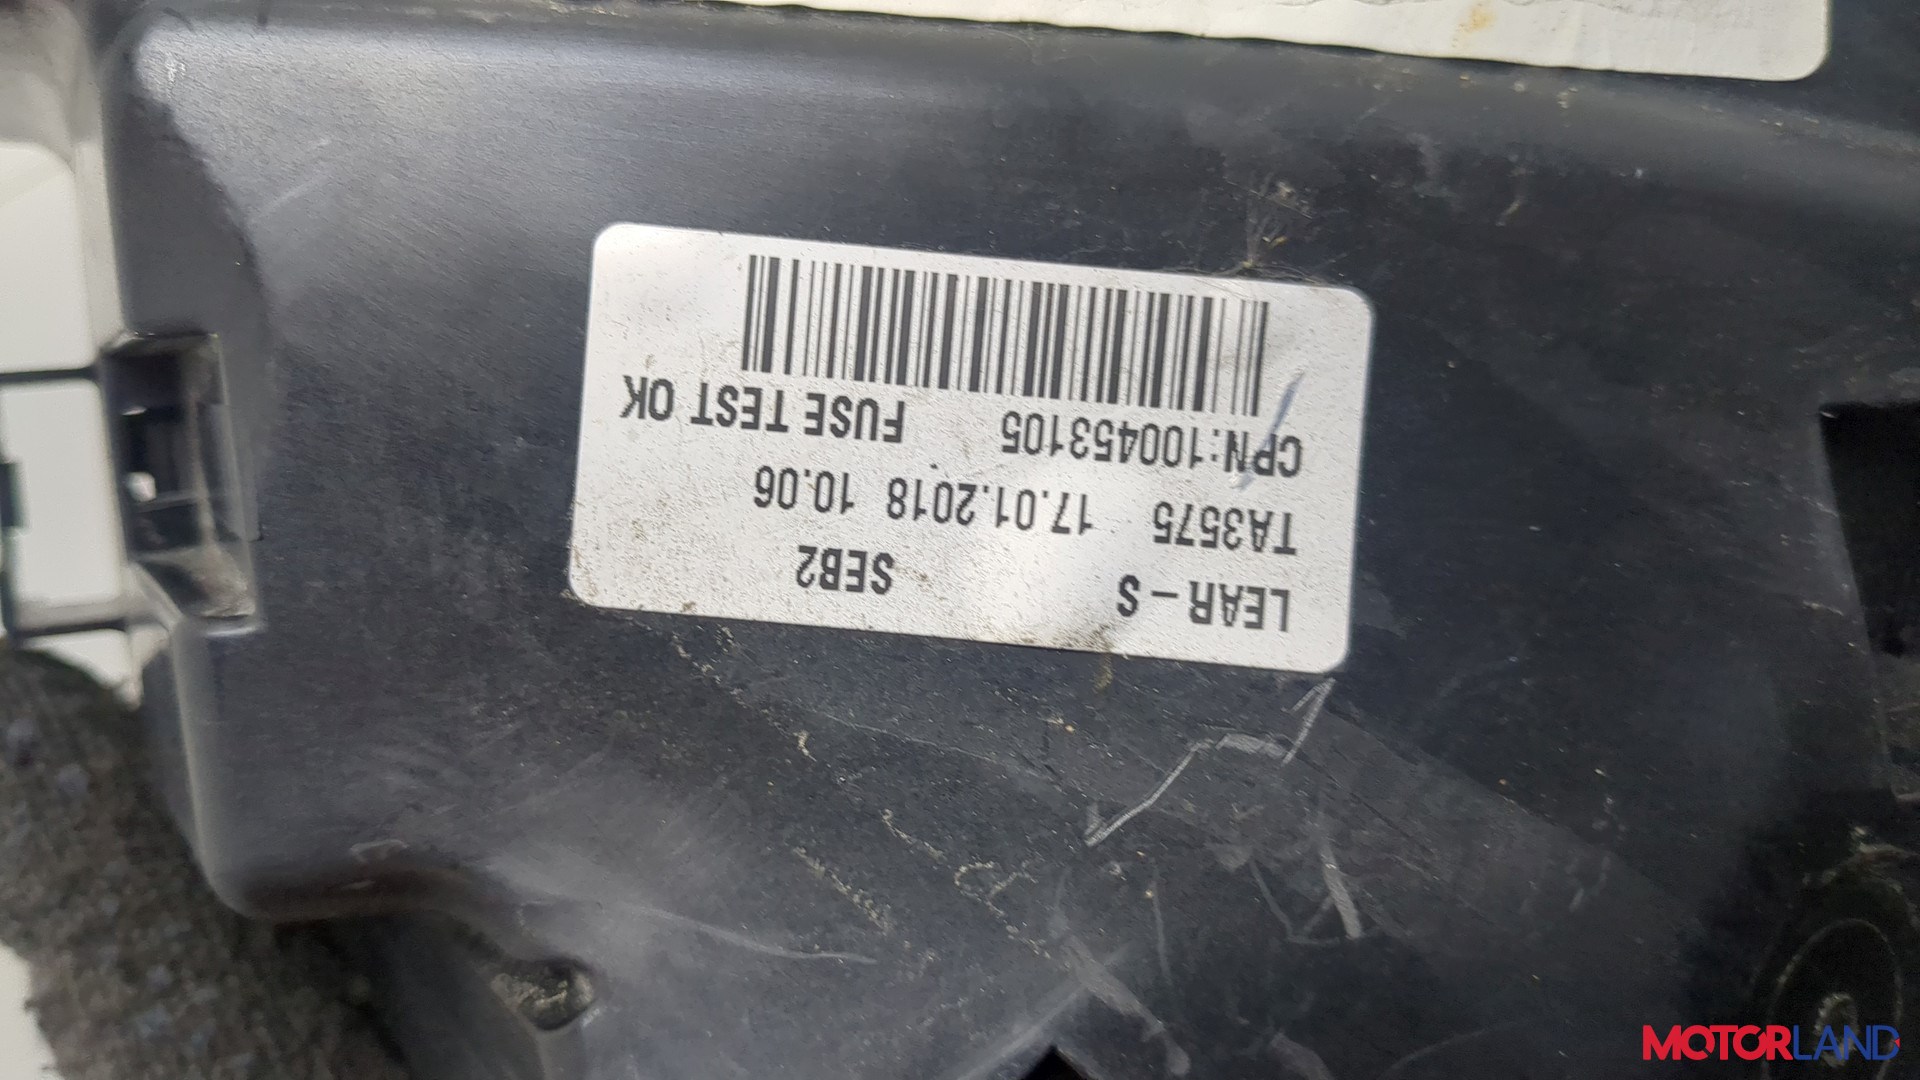 LEAR-S SEB2
TA3575 17.01.2018 10.06
CPN:100453105 FUSE TEST OK
MOTORLAND